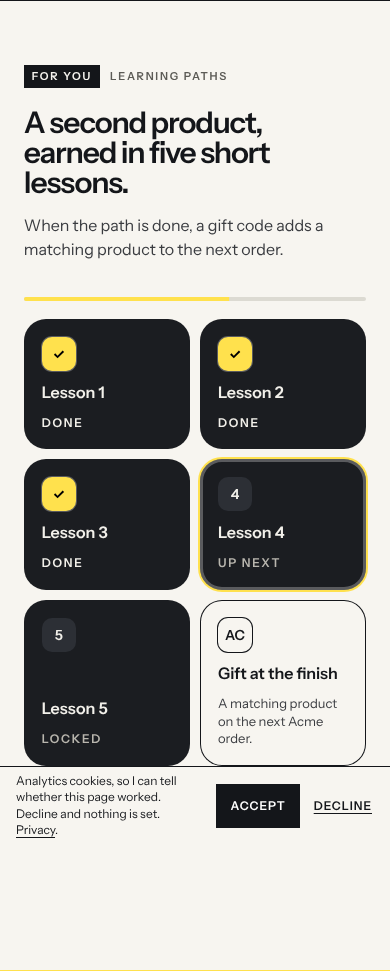 FOR YOU LEARNING PATHS
A second product,
earned in five short
lessons.
When the path is done, a gift code adds a
matching product to the next order.
Lesson 1
DONE
Lesson 2
DONE
Lesson 3
DONE
4
Lesson 4
UP NEXT
5
Lesson 5
LOCKED
AC
Gift at the finish
A matching product
on the next Acme
order.
Analytics cookies, so I can tell
whether this page worked.
Decline and nothing is set.
Privacy.
ACCEPT
DECLINE